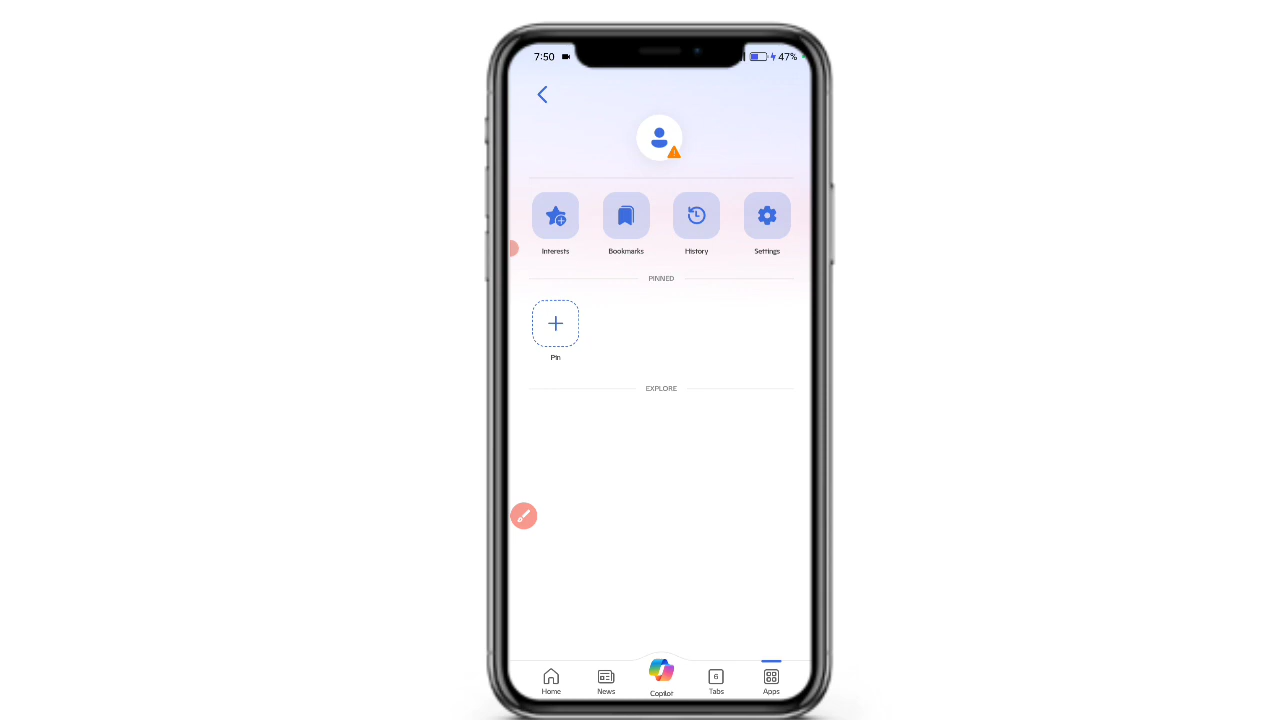 7:50 47%
Interests Bookmarks History Settings
PINNED
Pin
EXPLORE
6
Home News Copilot Tabs Apps